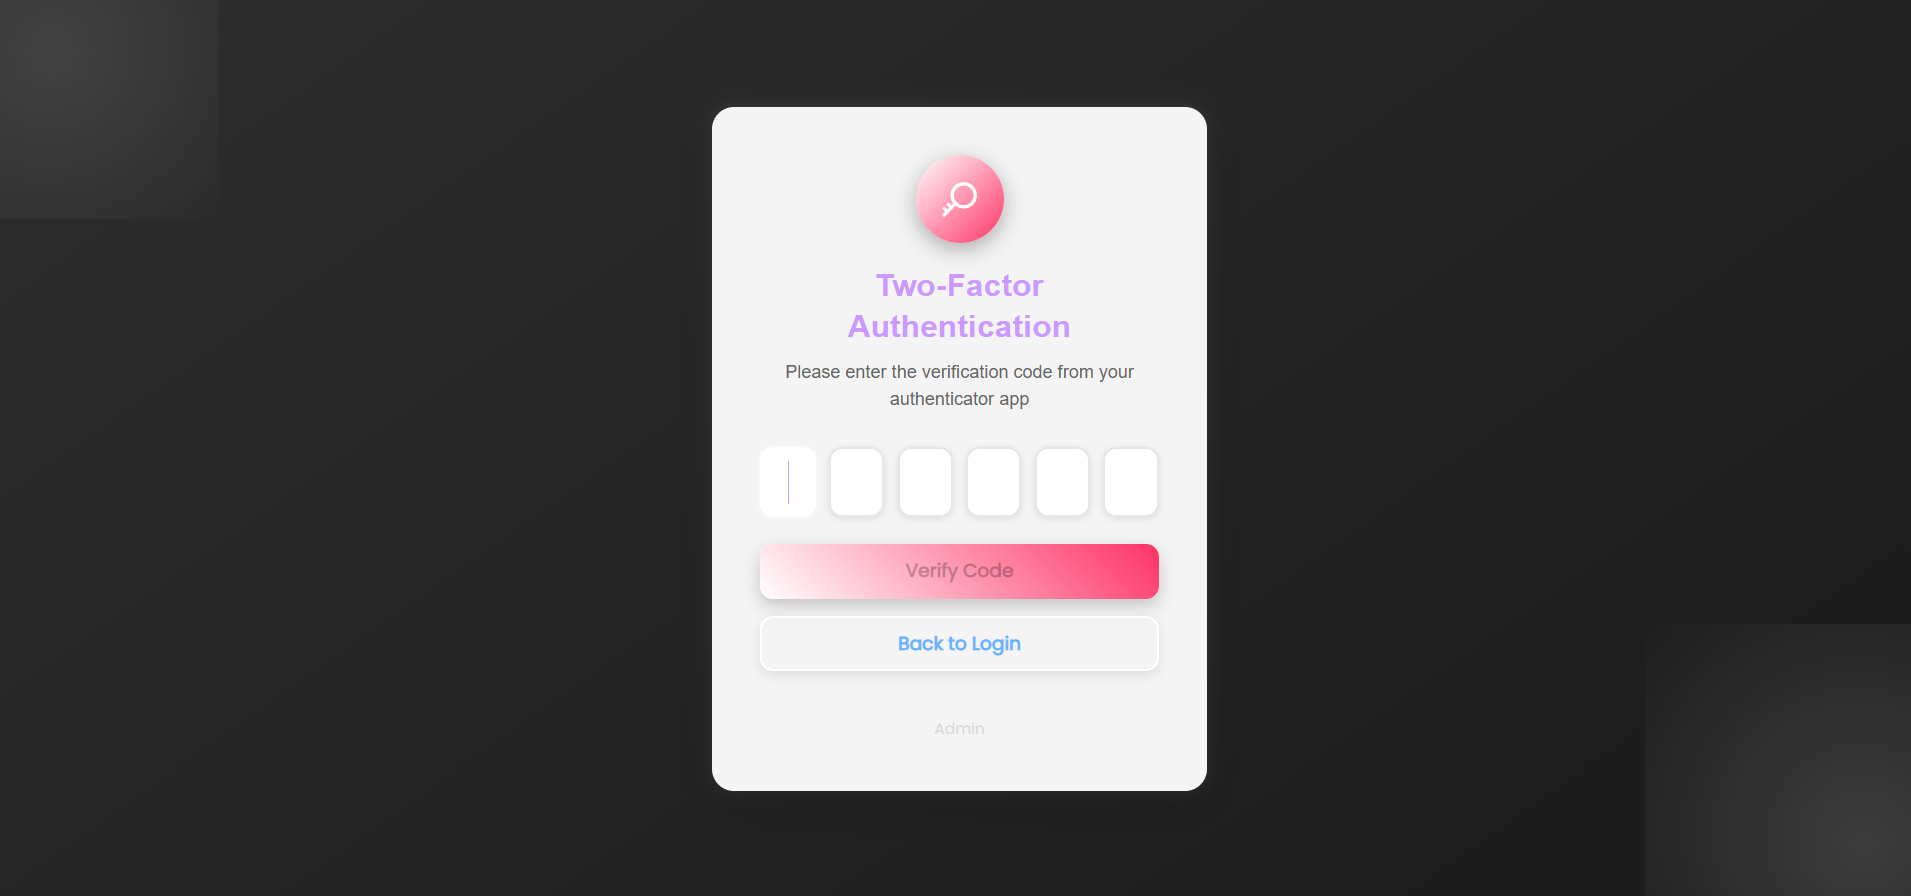 Two-Factor
Authentication
Please enter the verification code from your
authenticator app
Verify Code
Back to Login
Admin